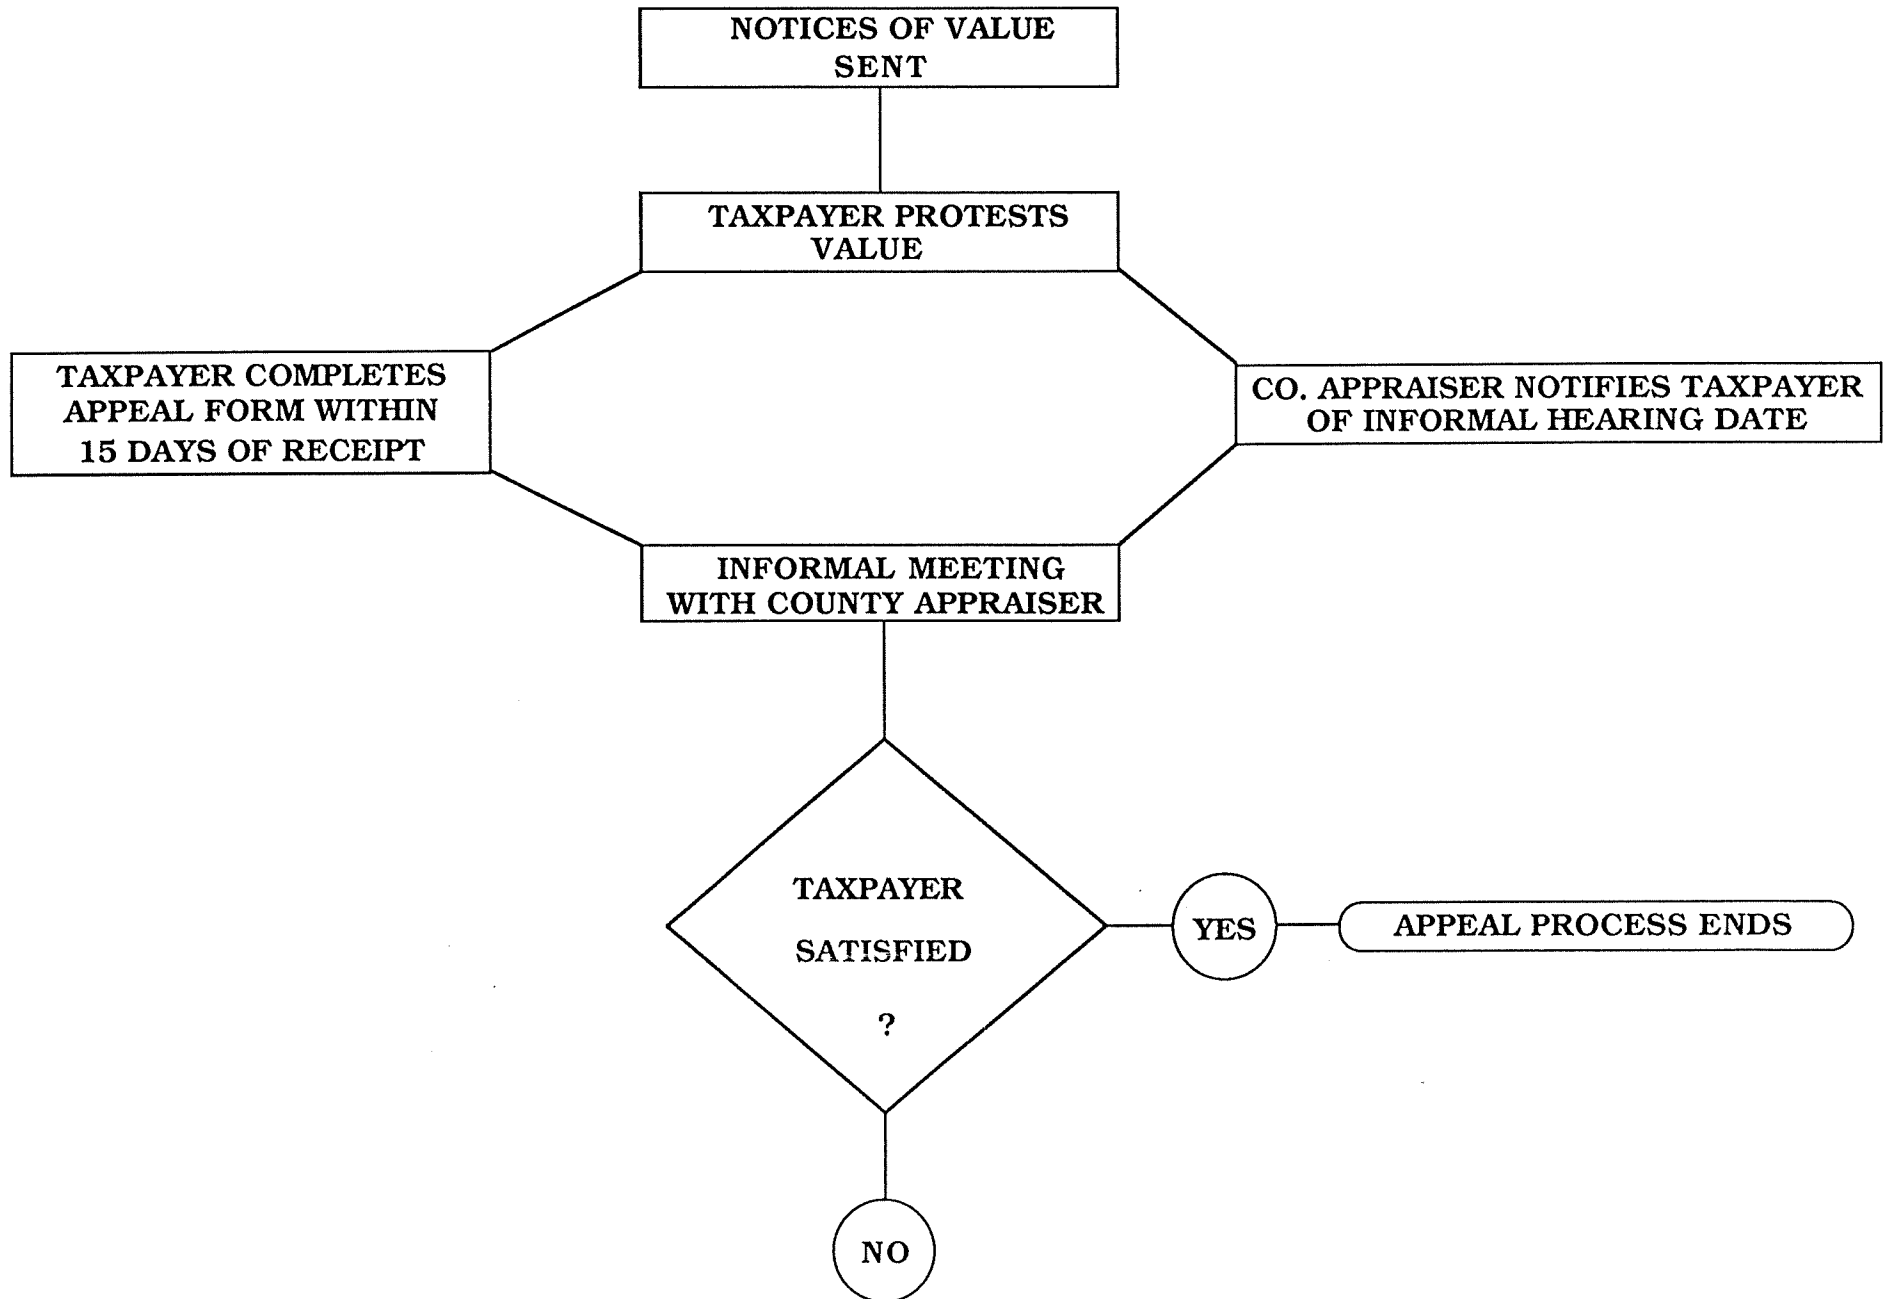 NOTICES OF VALUE
SENT
TAXPAYER PROTESTS
VALUE
TAXPAYER COMPLETES
APPEAL FORM WITHIN
15 DAYS OF RECEIPT
CO. APPRAISER NOTIFIES TAXPAYER
OF INFORMAL HEARING DATE
INFORMAL MEETING
WITH COUNTY APPRAISER
TAXPAYER
SATISFIED
?
YES
APPEAL PROCESS ENDS
NO